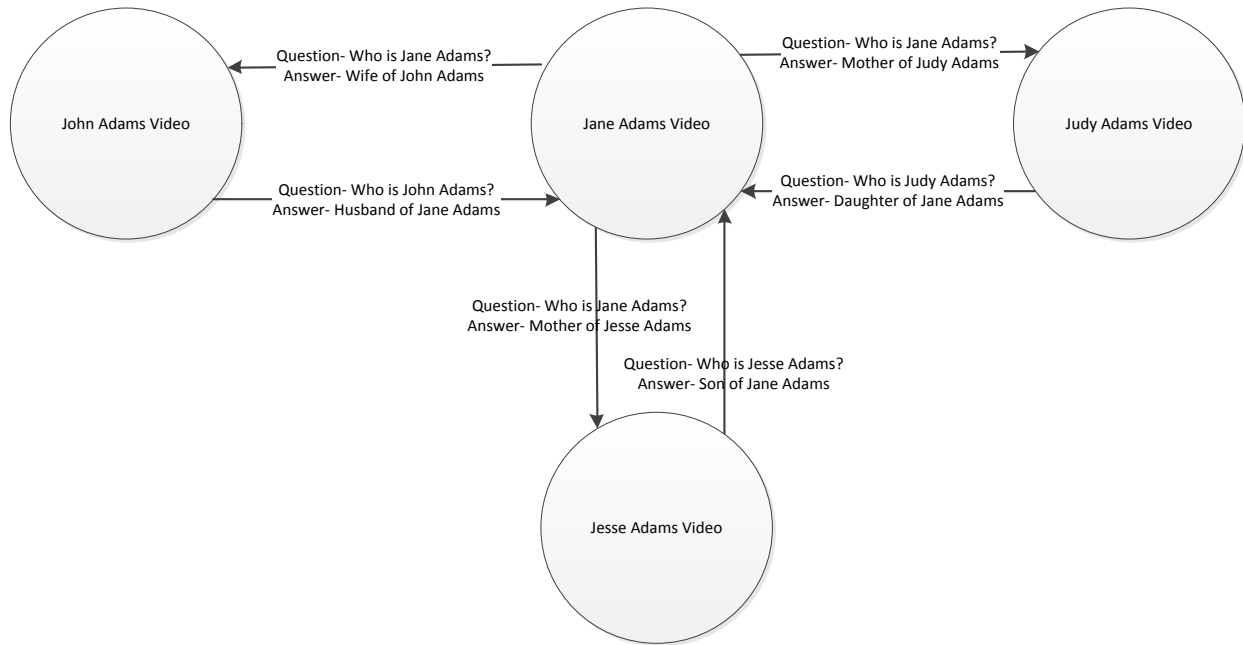 Question- Who is Jane Adams?
Answer- Wife of John Adams
Question- Who is Jane Adams?
Answer- Mother of Judy Adams
John Adams Video
Jane Adams Video
Judy Adams Video
Question- Who is John Adams?
Answer- Husband of Jane Adams
Question- Who is Judy Adams?
Answer- Daughter of Jane Adams
Question- Who is Jane Adams?
Answer- Mother of Jesse Adams
Question- Who is Jesse Adams?
Answer- Son of Jane Adams
Jesse Adams Video